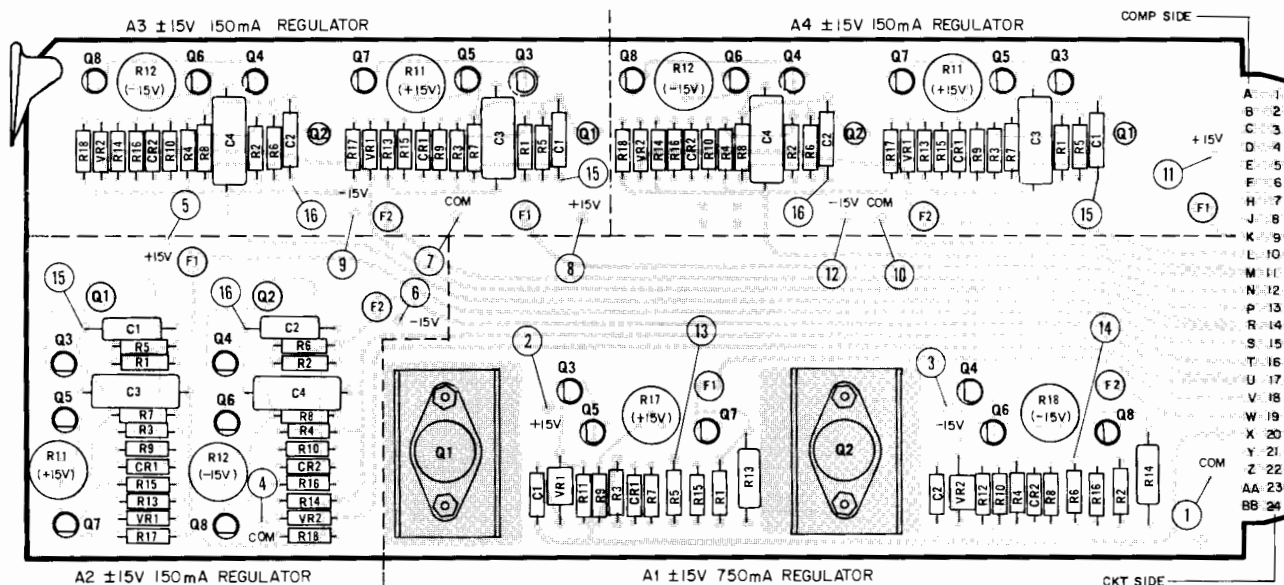 A3 ±15V 150mA REGULATOR
A4 ±15V 150mA REGULATOR
COMP SIDE
Q8 R12 (-15V) Q6 Q4 Q7 R11 (+15V) Q5 Q3
Q8 R12 (-15V) Q6 Q4 Q7 R11 (+15V) Q5 Q3
R18 VR2 R14 R16 CR2 R10 R4 R8 C4 R2 R6 C2 Q2
R17 VR1 R13 R15 CR1 R9 R3 R7 C3 R1 R5 C1 Q1
R18 VR2 R14 R16 CR2 R10 R4 R8 C4 R2 R6 C2 Q2
R17 VR1 R13 R15 CR1 R9 R3 R7 C3 R1 R5 C1 Q1
+15V
11
5 16 -15V F2 COM F1 15 +15V
16 -15V COM F2 15 F1
+15V F1 9 7 8 12 10
15 Q1 16 Q2 F2 6 -15V
C1 R5 R1 C3 R7 R3 R9 CR1 R15 R13 VR1 R17
Q3 Q5 R11 (+15V) Q7
C2 R6 R2 C4 R8 R4 R10 CR2 R16 R14 VR2 R18
Q4 Q6 R12 (-15V) 4 Q8 COM
Q1
2 +15V Q3 Q5 R17 (+15V) 13 F1 Q7
C1 VR1 R11 R9 R3 CR1 R7 R5 R15 R1 R13
Q2
3 -15V Q4 Q6 R18 (-15V) 14 F2 Q8
C2 VR2 R12 R10 R4 CR2 R8 R6 R16 R2 R14
COM
1
A 1
B 2
C 3
D 4
E 5
F 6
H 7
J 8
K 9
L 10
M 11
N 12
P 13
R 14
S 15
T 16
U 17
V 18
W 19
X 20
Y 21
Z 22
AA 23
BB 24
A2 ±15V 150mA REGULATOR
A1 ±15V 750mA REGULATOR
CKT SIDE